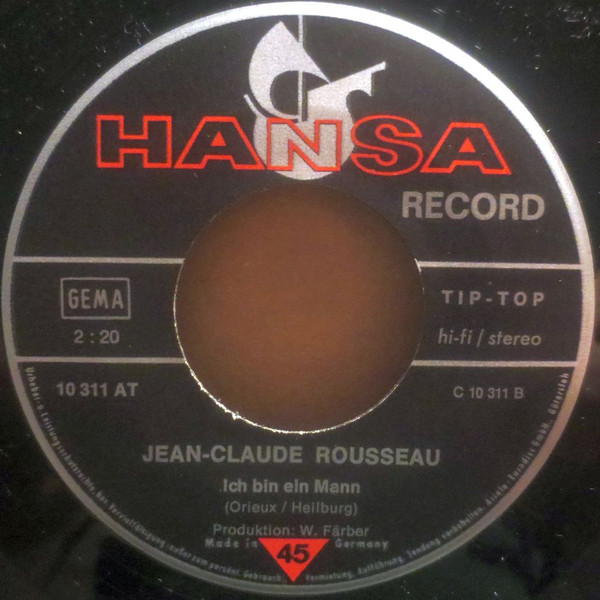 HANSA
RECORD
GEMA
TIP-TOP
2:20
hi-fi / stereo
10 311 AT
C 10 311 B
JEAN-CLAUDE ROUSSEAU
Ich bin ein Mann
(Orieux / Heilburg)
Produktion: W. Färber
Made in Germany
45